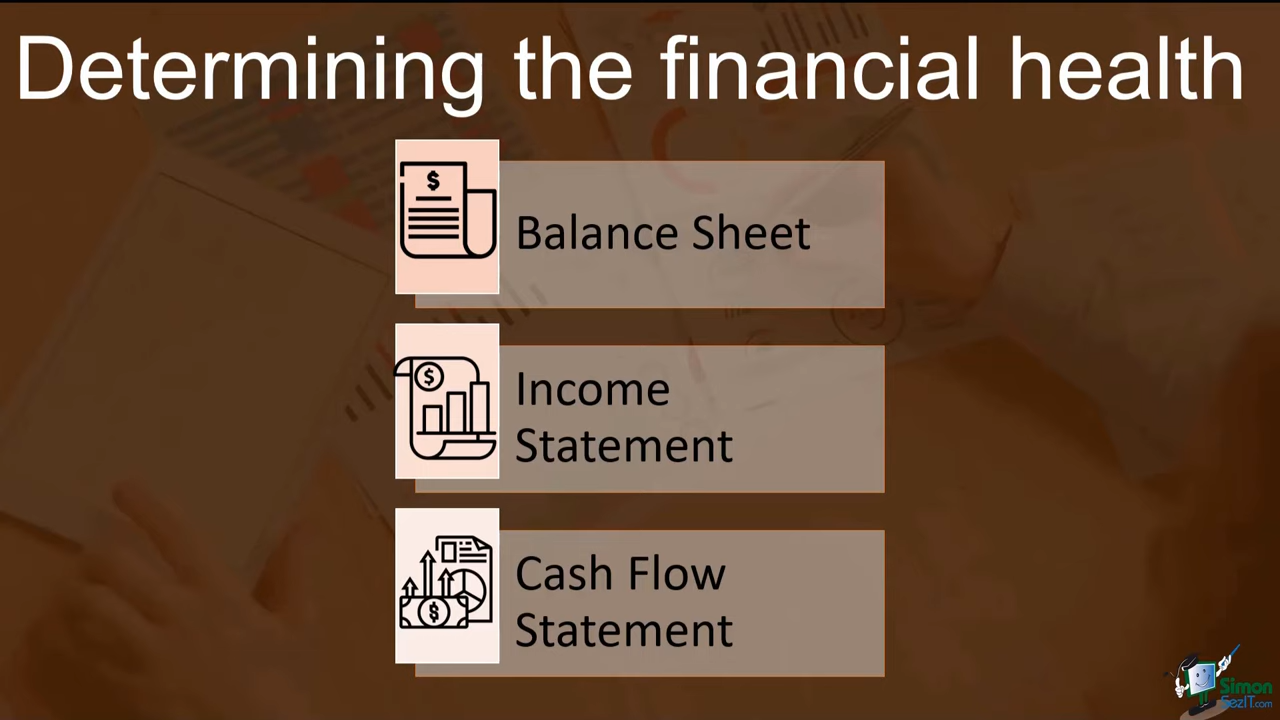 Determining the financial health
$
Balance Sheet
$
Income
Statement
$
Cash Flow
Statement
Simon
SezIT.com